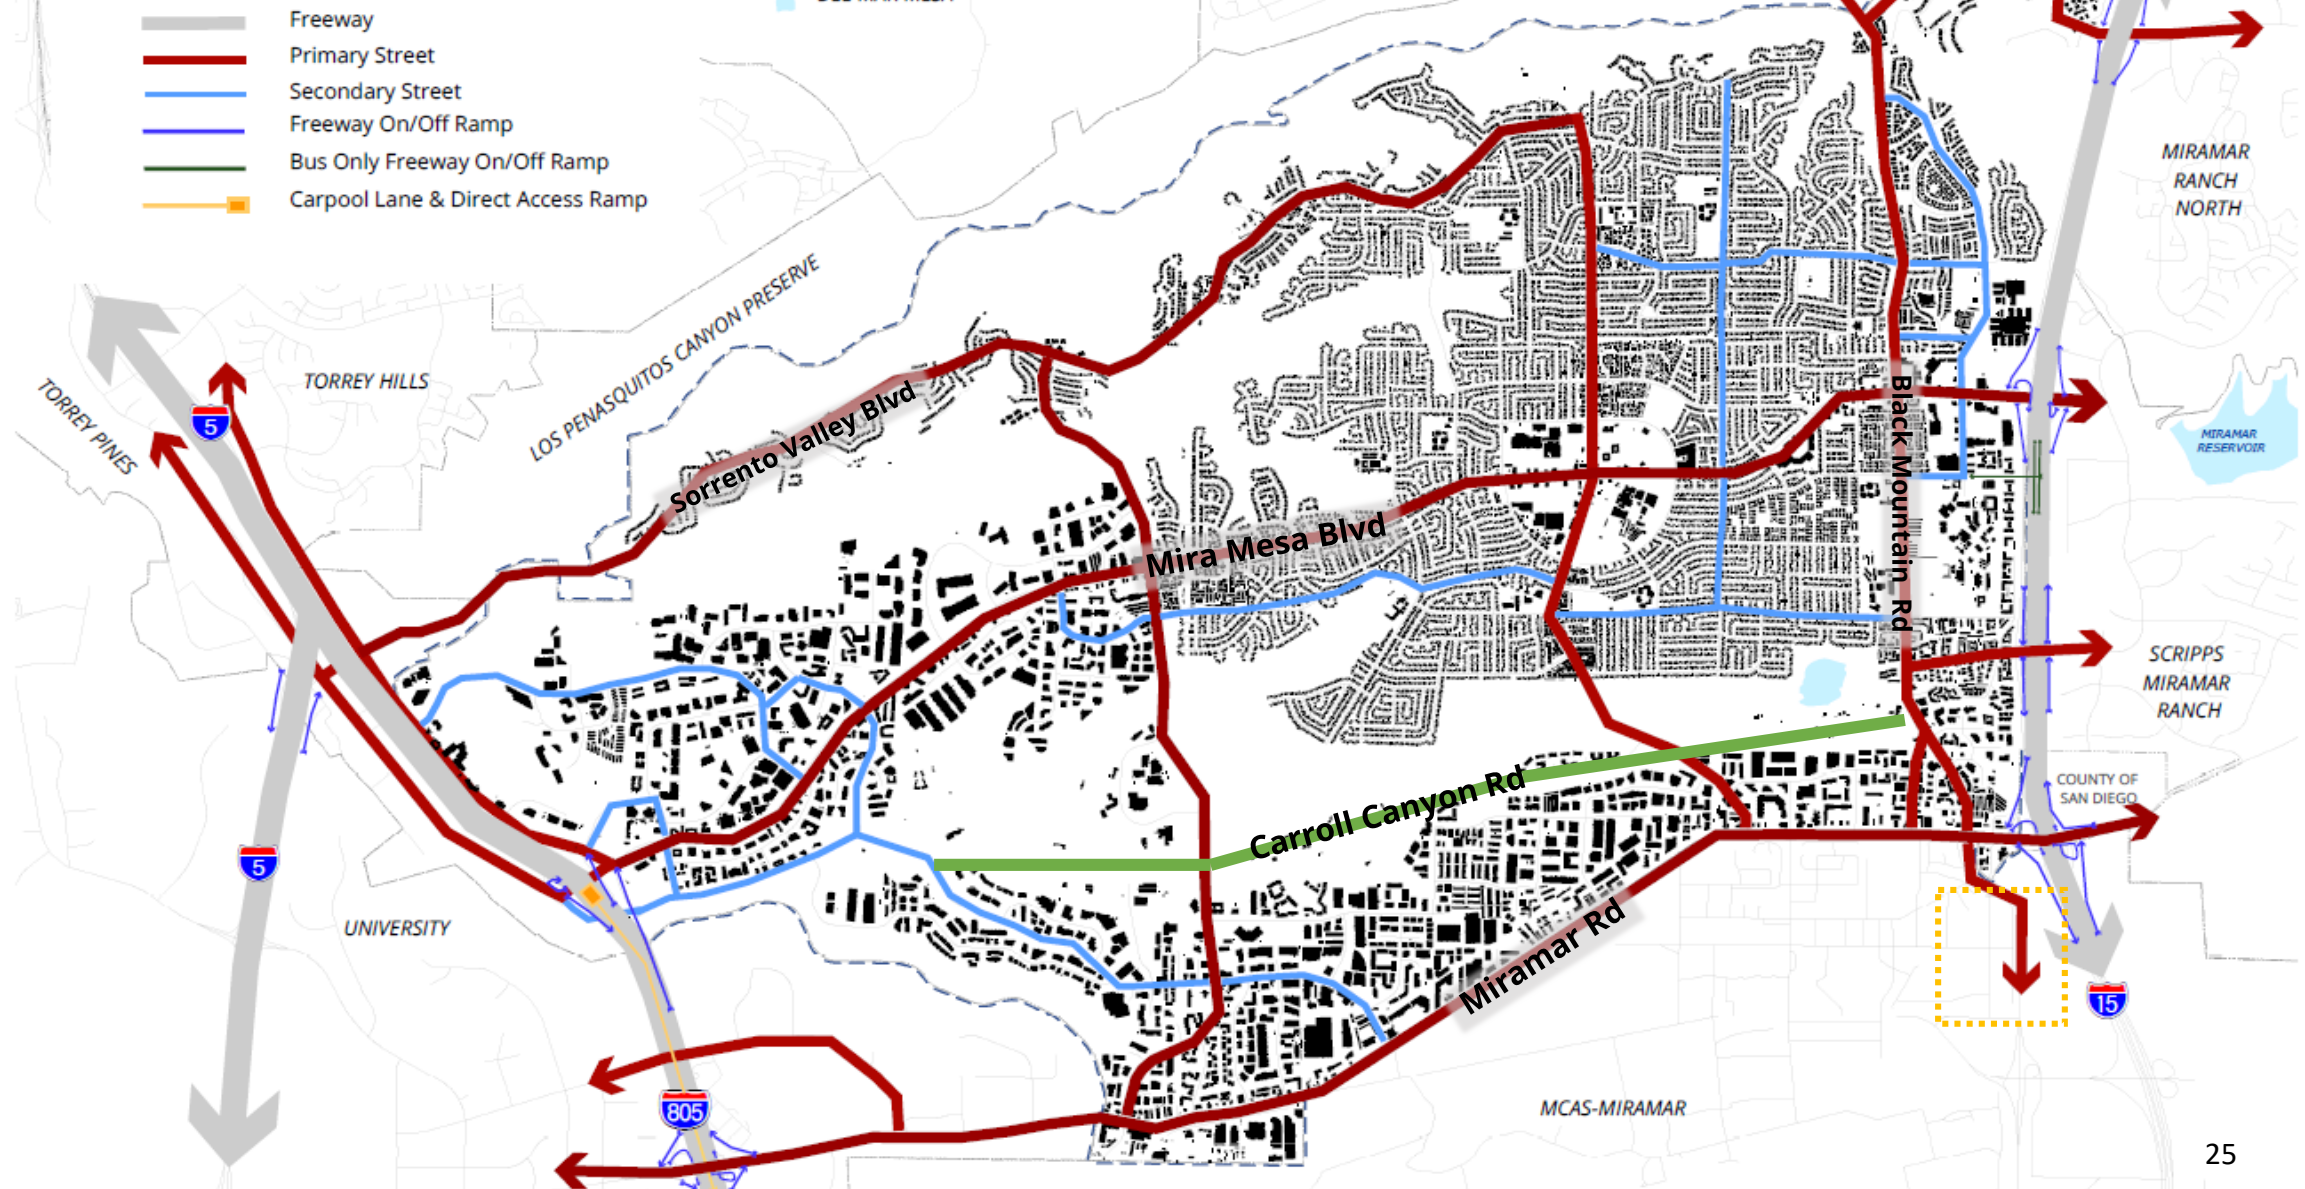 Freeway
Primary Street
Secondary Street
Freeway On/Off Ramp
Bus Only Freeway On/Off Ramp
Carpool Lane & Direct Access Ramp
MIRAMAR
RANCH
NORTH
LOS PENASQUITOS CANYON PRESERVE
TORREY HILLS
TORREY PINES
5
Sorrento Valley Blvd
Black Mountain Rd
MIRAMAR
RESERVOIR
Mira Mesa Blvd
SCRIPPS
MIRAMAR
RANCH
COUNTY OF
SAN DIEGO
Carroll Canyon Rd
5
UNIVERSITY
Miramar Rd
15
805
MCAS-MIRAMAR
25